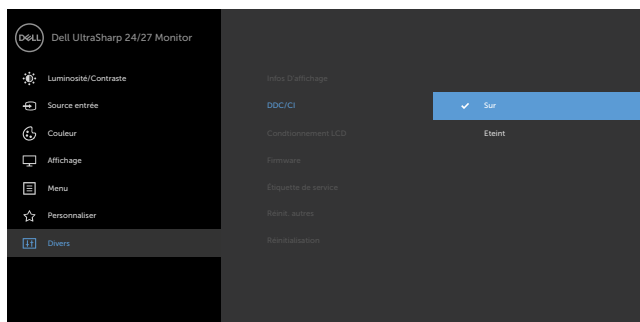 DELL
Dell UltraSharp 24/27 Monitor
Luminosité/Contraste
Source entrée
Couleur
Affichage
Menu
Personnaliser
Divers
Infos D'affichage
DDC/CI
Condtionnement LCD
Firmware
Étiquette de service
Réinit. autres
Réinitialisation
Sur
Eteint